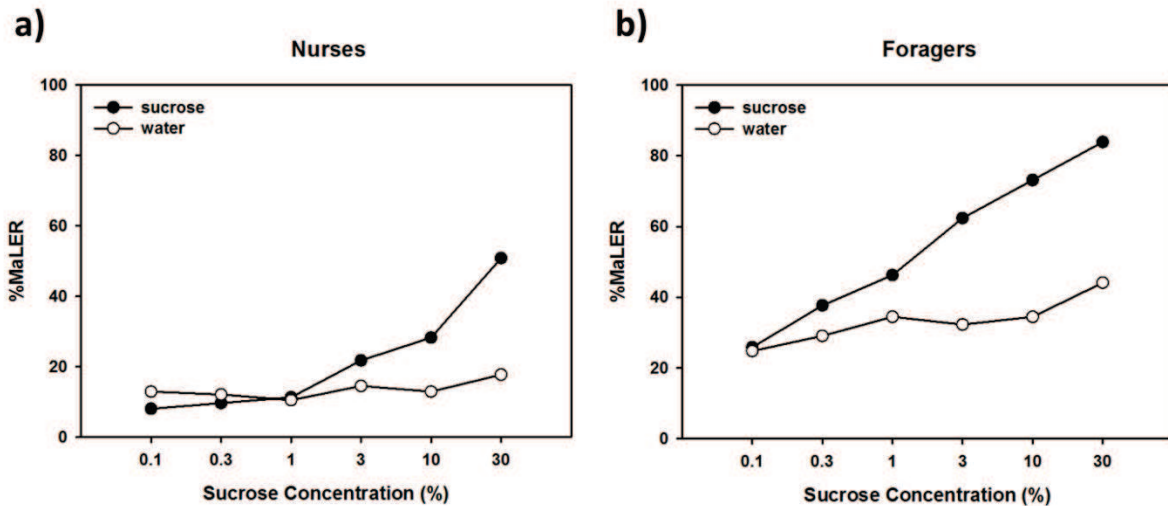 a)
Nurses
100
80
60
40
20
0
%MaLER
sucrose
water
0.1 0.3 1 3 10 30
Sucrose Concentration (%)
b)
Foragers
100
80
60
40
20
0
%MaLER
sucrose
water
0.1 0.3 1 3 10 30
Sucrose Concentration (%)